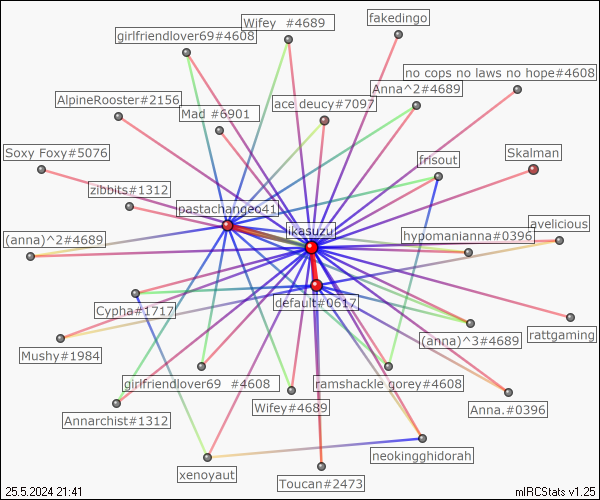 Wifey  #4689
fakedingo
girlfriendlover69#4608
no cops no laws no hope#4608
Anna^2#4689
AlpineRooster#2156
ace deucy#7097
Mad #6901
Soxy Foxy#5076
frisout
Skalman
zibbits#1312
pastachangeo41
avelicious
ikasuzu
hypomanianna#0396
(anna)^2#4689
default#0617
Cypha#1717
rattgaming
(anna)^3#4689
Mushy#1984
girlfriendlover69  #4608
ramshackle gorey#4608
Wifey#4689
Anna.#0396
Annarchist#1312
neokingghidorah
xenoyaut
Toucan#2473
25.5.2024 21:41
mIRCStats v1.25